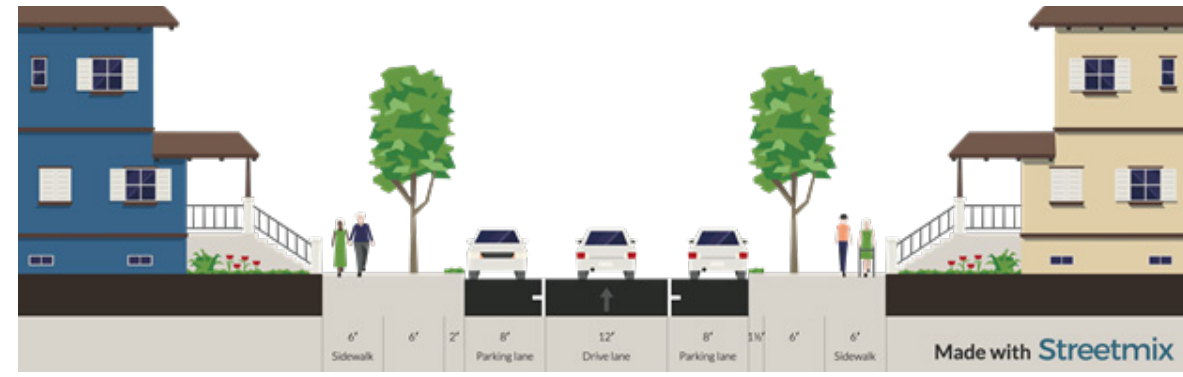 6' 6' 2' 8' 12' 8' 1½' 6' 6'
Sidewalk Parking lane Drive lane Parking lane Sidewalk
Made with Streetmix